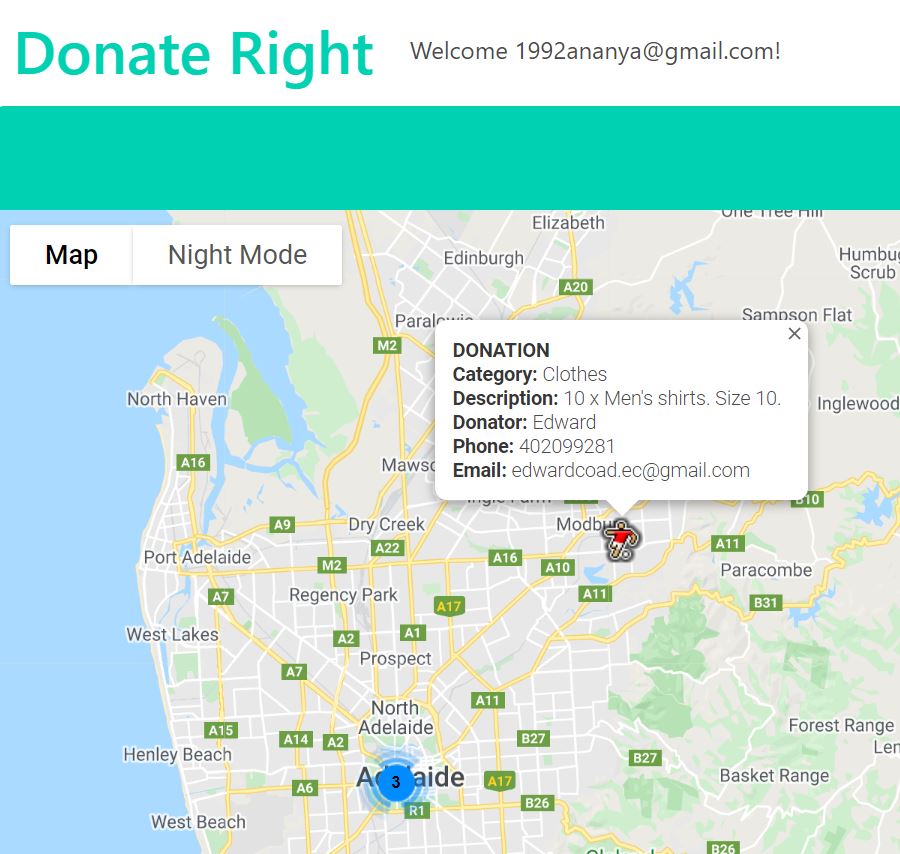 Donate Right
Welcome 1992ananya@gmail.com!
Map
Night Mode
Elizabeth
One Tree Hill
Edinburgh
Humbug
Scrub
A20
Sampson Flat
Paralowie
M2
DONATION
Category: Clothes
Description: 10 x Men's shirts. Size 10.
Donator: Edward
Phone: 402099281
Email: edwardcoad.ec@gmail.com
North Haven
Inglewood
A16
Mawso
Ingle Farm
B10
A9
Dry Creek
Modbu
A22
A11
Port Adelaide
M2
A16
A10
Paracombe
A7
Regency Park
A17
A11
B31
West Lakes
A2
A1
Prospect
A7
North
Adelaide
A11
A15
A14
A2
B27
Forest Range
Len
Henley Beach
B27
Adelaide
3
A17
Basket Range
A6
R1
B26
West Beach
B26